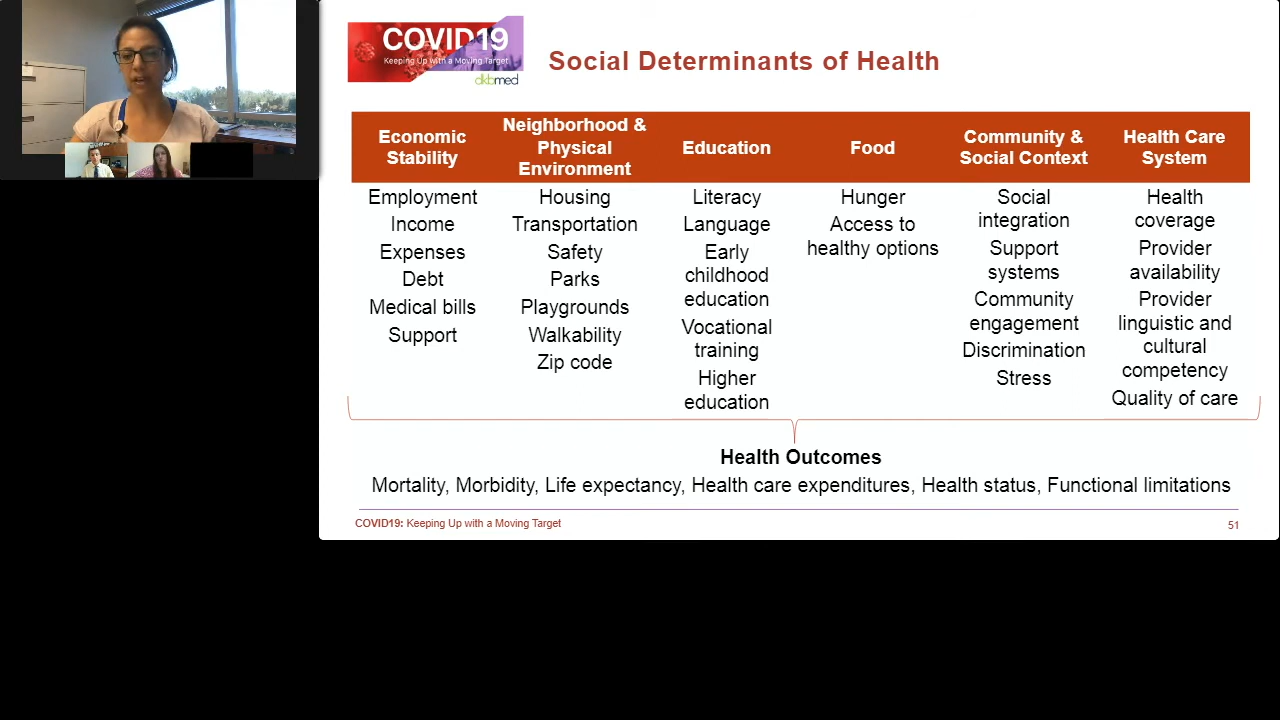 COVID19
Keeping Up with a Moving Target
dkbmed
Social Determinants of Health
Economic
Stability
Neighborhood &
Physical
Environment
Education
Food
Community &
Social Context
Health Care
System
Employment
Income
Expenses
Debt
Medical bills
Support
Housing
Transportation
Safety
Parks
Playgrounds
Walkability
Zip code
Literacy
Language
Early
childhood
education
Vocational
training
Higher
education
Hunger
Access to
healthy options
Social
integration
Support
systems
Community
engagement
Discrimination
Stress
Health
coverage
Provider
availability
Provider
linguistic and
cultural
competency
Quality of care
Health Outcomes
Mortality, Morbidity, Life expectancy, Health care expenditures, Health status, Functional limitations
COVID19: Keeping Up with a Moving Target
51